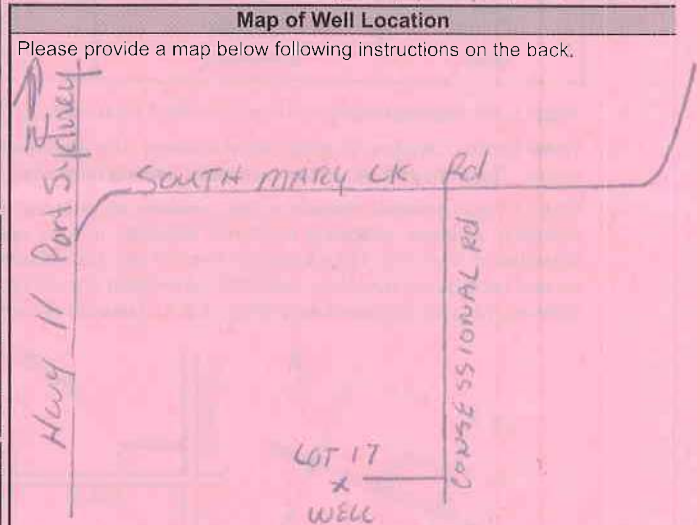 Map of Well Location
Please provide a map below following instructions on the back.
N
Hwy 11 Port Sydney
SOUTH MARY LK Rd
CONSESSIONAL Rd
LOT 17
x
WELL